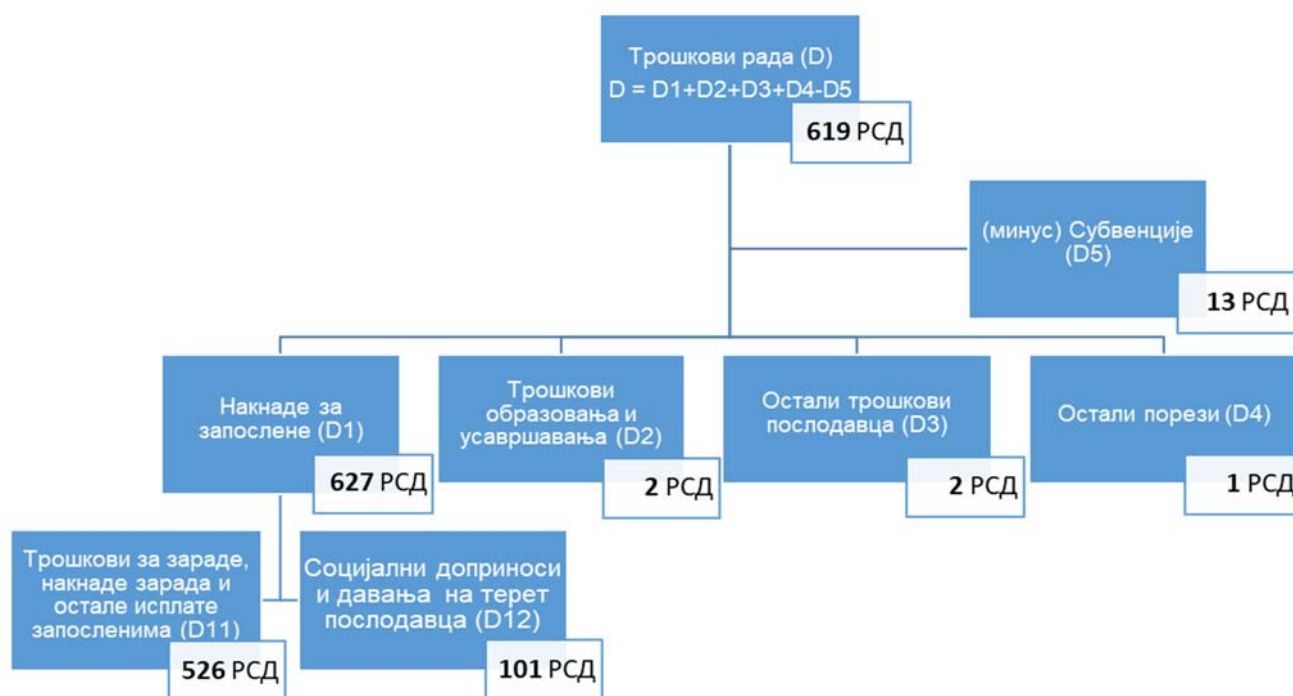 Трошкови рада (D)
D = D1+D2+D3+D4-D5
619 РСД
(минус) Субвенције
(D5)
13 РСД
Накнаде за
запослене (D1)
627 РСД
Трошкови
образовања и
усавршавања (D2)
2 РСД
Остали трошкови
послодавца (D3)
2 РСД
Остали порези (D4)
1 РСД
Трошкови за зараде,
накнаде зарада и
остале исплате
запосленима (D11)
526 РСД
Социјални доприноси
и давања на терет
послодавца (D12)
101 РСД